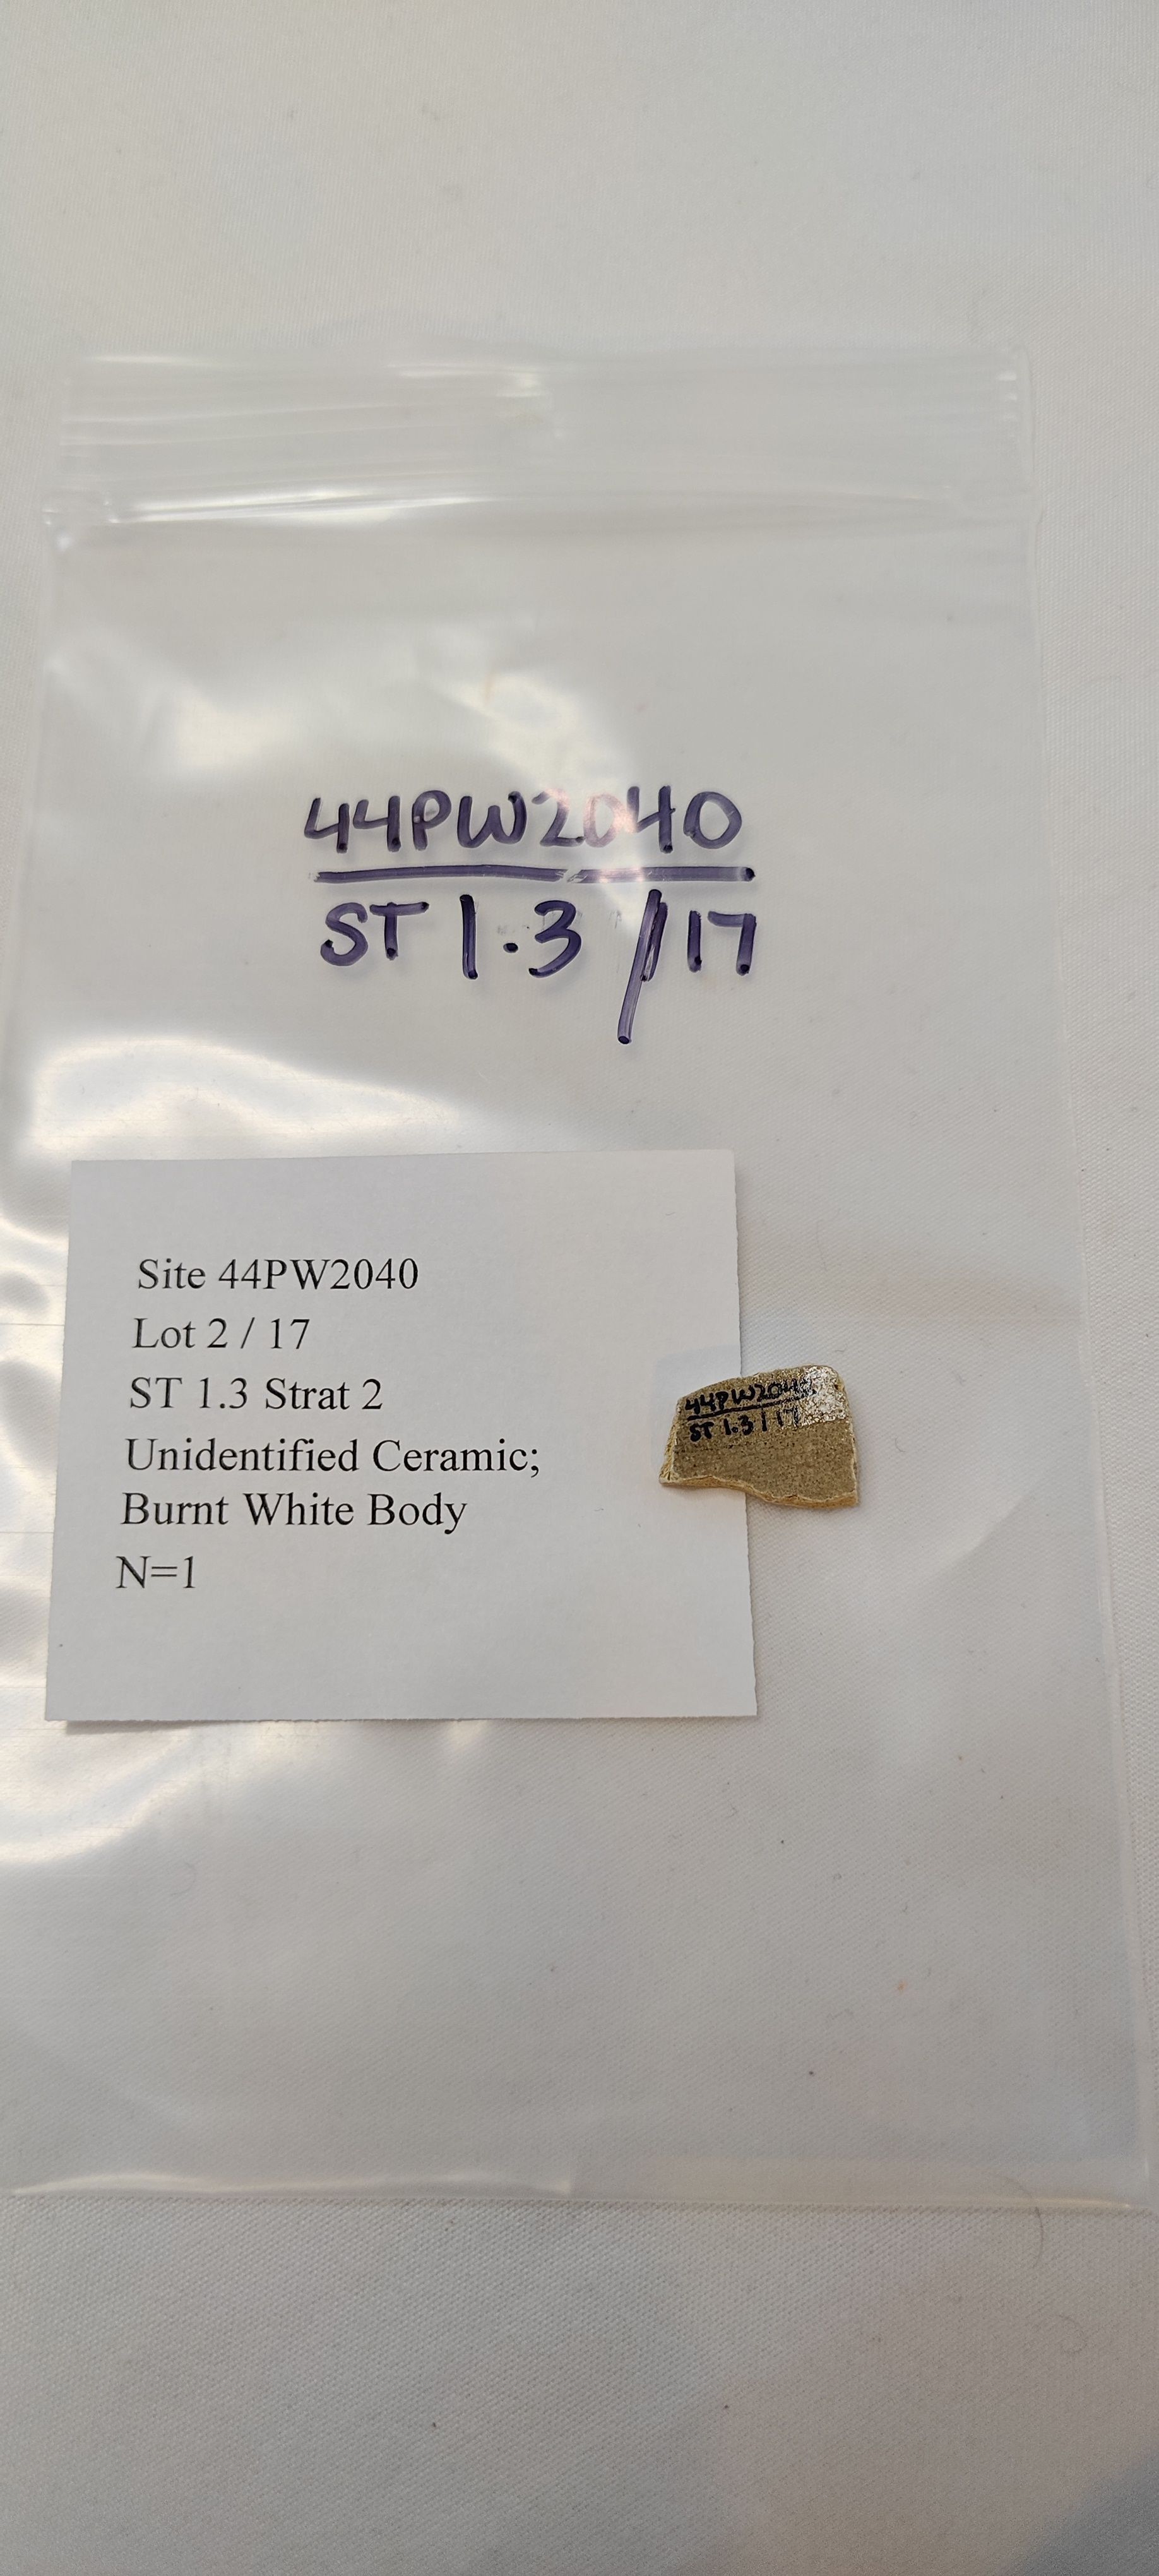 44PW2040
ST 1.3 / 17
Site 44PW2040
Lot 2 / 17
ST 1.3 Strat 2
Unidentified Ceramic;
Burnt White Body
N=1
44PW2040
ST 1.3 / 17